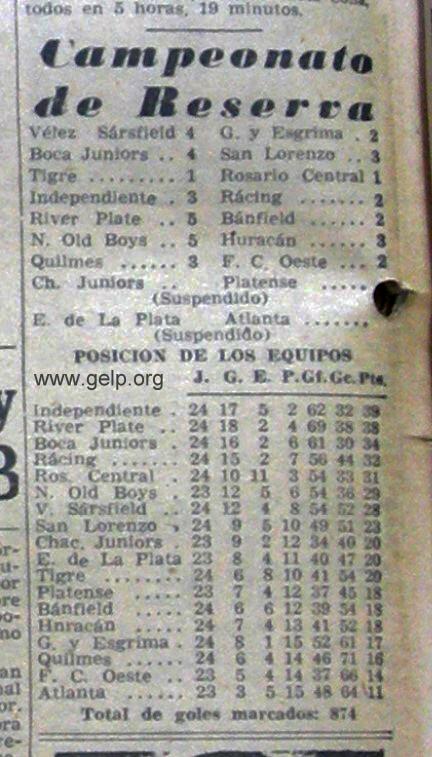 todos en 5 horas, 19 minutos.
Campeonato
de Reserva
Vélez Sársfield 4 G. y Esgrima . 2
Boca Juniors .. 4 San Lorenzo .. 3
Tigre ........ 1 Rosario Central 1
Independiente . 3 Rácing ....... 2
River Plate .. 5 Bánfield ...... 2
N. Old Boys .. 5 Huracán ...... 3
Quilmes ...... 3 F. C. Oeste ... 2
Ch. Juniors .. Platense .....
(Suspendido)
E. de La Plata Atlanta .......
(Suspendido)
POSICION DE LOS EQUIPOS
www.gelp.org J. G. E. P. Gf. Gc. Pts.
Independiente . 24 17 5 2 62 32 39
River Plate .. 24 18 2 4 69 38 38
Boca Juniors . 24 16 2 6 61 30 34
Rácing ....... 24 15 2 7 56 44 32
Ros. Central . 24 10 11 3 54 33 31
N. Old Boys . 23 12 5 6 54 36 29
V. Sársfield . 24 12 4 8 54 52 28
San Lorenzo . 24 9 5 10 49 51 23
Chac. Juniors . 23 9 2 12 34 40 20
E. de La Plata 23 8 4 11 40 47 20
Tigre ........ 24 6 8 10 41 54 20
Platense ..... 23 7 4 12 37 45 18
Bánfield ..... 24 6 6 12 39 54 18
Hnracán ...... 24 7 4 13 41 52 18
G. y Esgrima . 24 8 1 15 52 61 17
Quilmes ...... 24 6 4 14 46 71 16
F. C. Oeste .. 23 5 4 14 37 66 14
Atlanta ...... 23 3 5 15 48 64 11
Total de goles marcados: 874